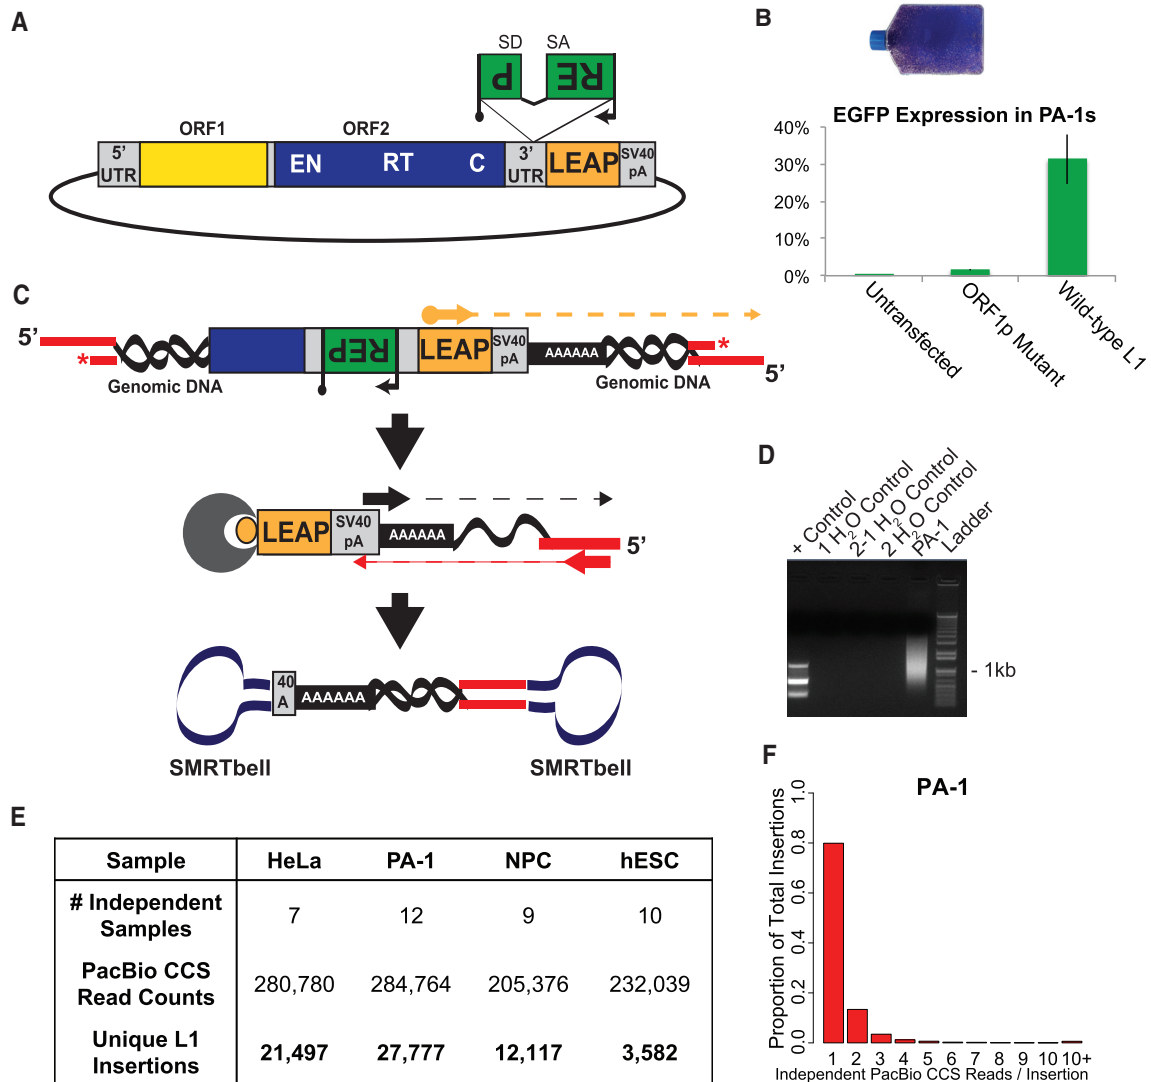 A
SD SA
P RE
ORF1 ORF2
5’ UTR
EN RT C
3’ UTR
LEAP
SV40 pA
B
EGFP Expression in PA-1s
40%
30%
20%
10%
0%
Untransfected
ORF1p Mutant
Wild-type L1
C
5’
*
Genomic DNA
REP
LEAP
SV40 pA
AAAAAA
*
Genomic DNA
5’
LEAP
SV40 pA
AAAAAA
5’
40 A
AAAAAA
SMRTbell SMRTbell
D
+ Control
1 H2O Control
2-1 H2O Control
2 H2O Control
PA-1
Ladder
- 1kb
E
Sample HeLa PA-1 NPC hESC
# Independent Samples 7 12 9 10
PacBio CCS Read Counts 280,780 284,764 205,376 232,039
Unique L1 Insertions 21,497 27,777 12,117 3,582
F
PA-1
Proportion of Total Insertions
1.0
0.8
0.6
0.4
0.2
0.0
1 2 3 4 5 6 7 8 9 10 10+
Independent PacBio CCS Reads / Insertion